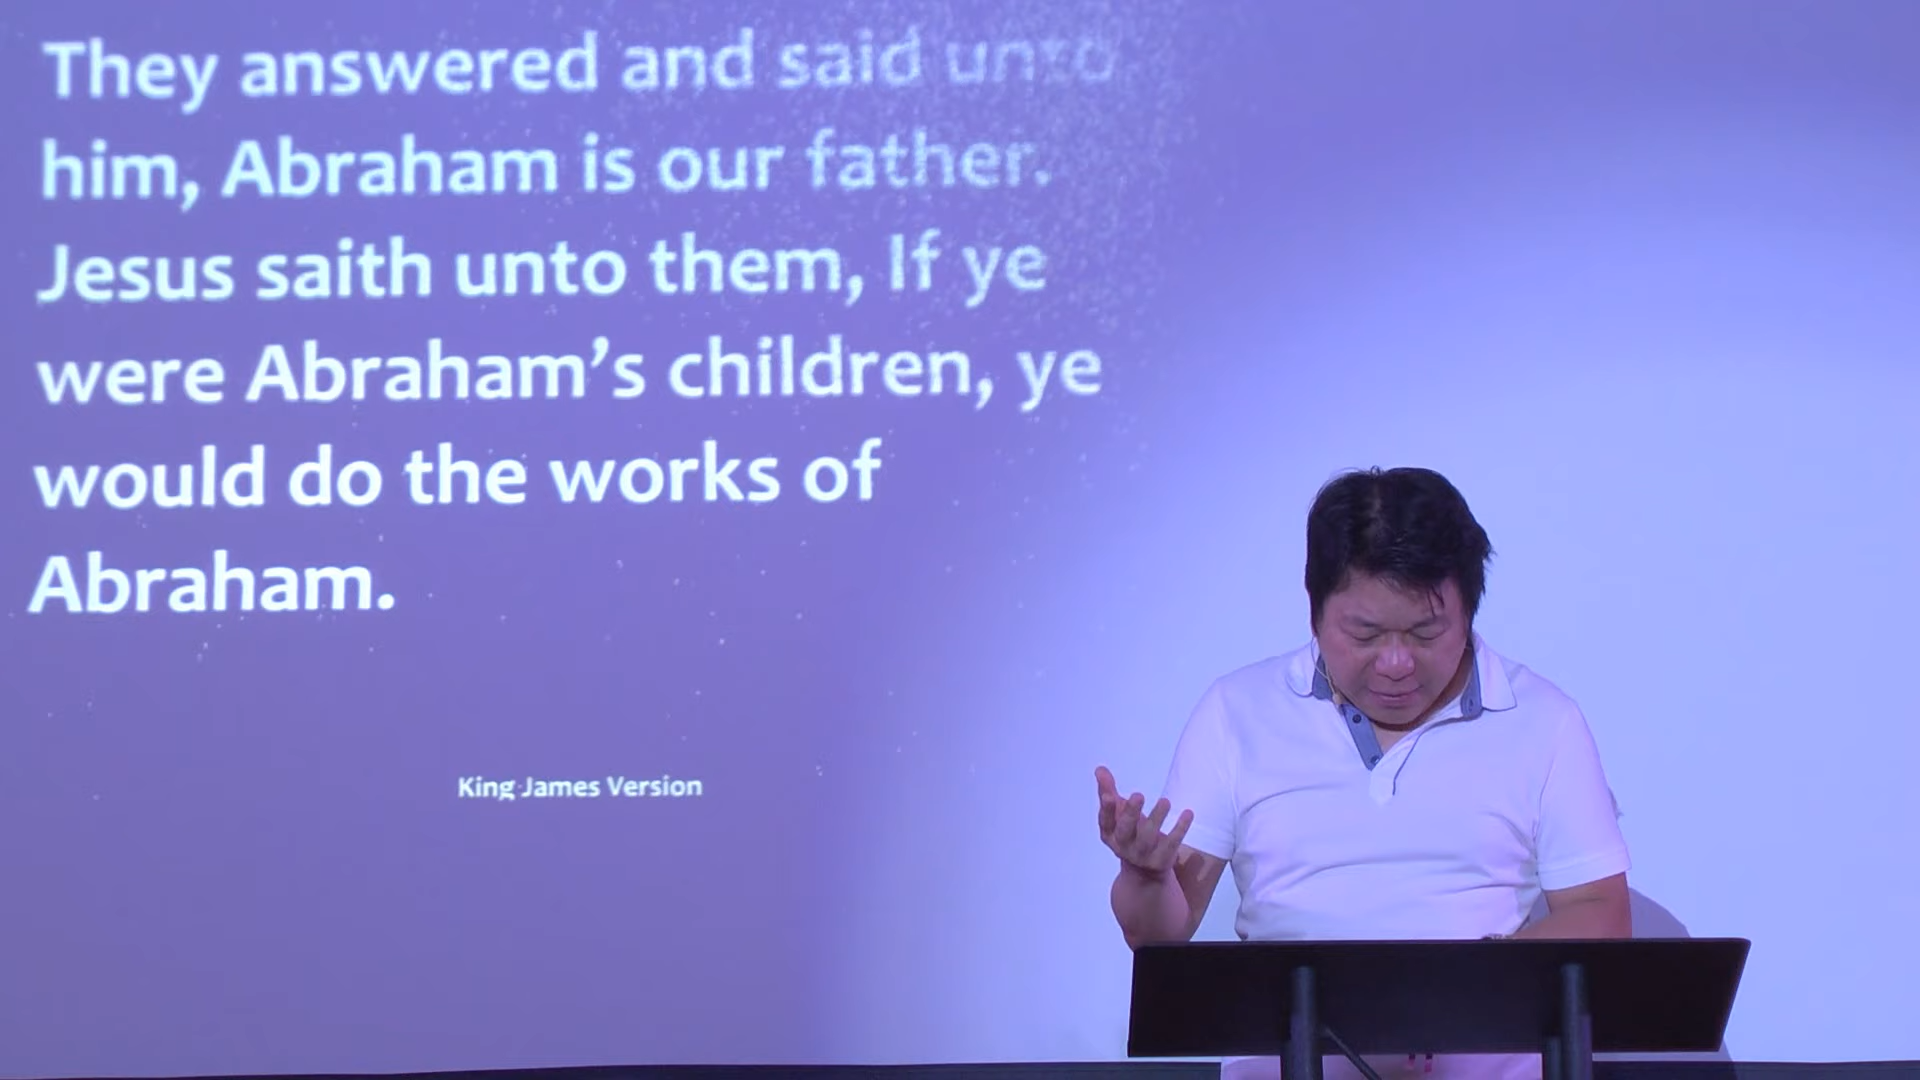 They answered and said unto
him, Abraham is our father.
Jesus saith unto them, If ye
were Abraham’s children, ye
would do the works of
Abraham.
King James Version